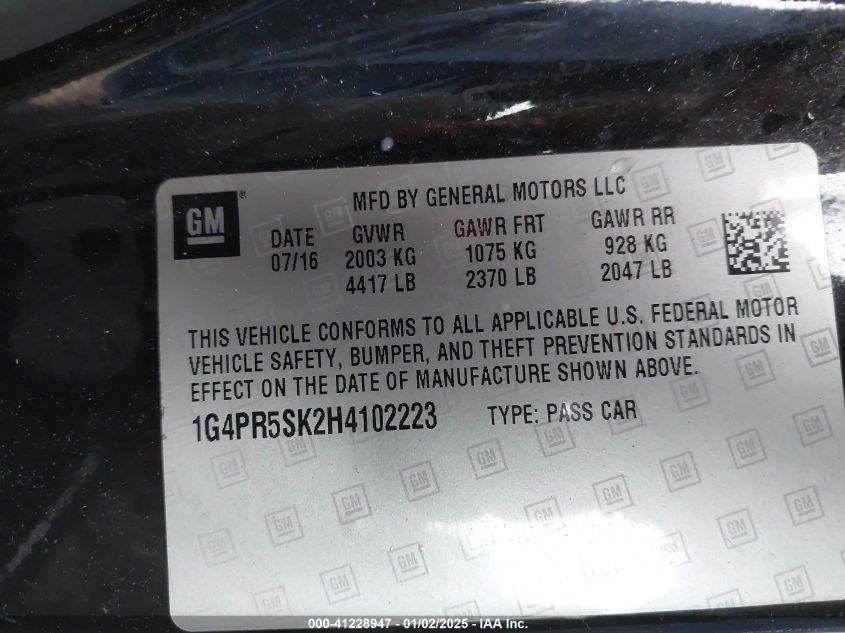 GM ®
MFD BY GENERAL MOTORS LLC
DATE GVWR GAWR FRT GAWR RR
07/16 2003 KG 1075 KG 928 KG
4417 LB 2370 LB 2047 LB
THIS VEHICLE CONFORMS TO ALL APPLICABLE U.S. FEDERAL MOTOR
VEHICLE SAFETY, BUMPER, AND THEFT PREVENTION STANDARDS IN
EFFECT ON THE DATE OF MANUFACTURE SHOWN ABOVE.
1G4PR5SK2H4102223 TYPE: PASS CAR
000-41228947 - 01/02/2025 - IAA Inc.